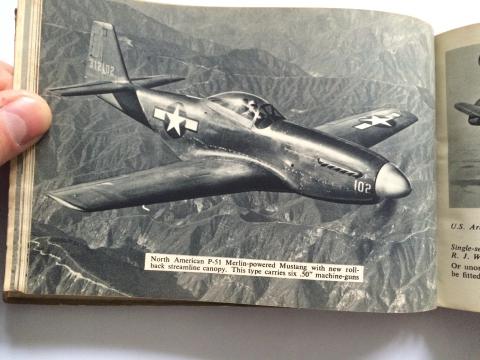 312102
102
North American P-51 Merlin-powered Mustang with new roll-
back streamline canopy. This type carries six .50" machine-guns
U.S. Ar
Single-se
R. J. W
Or unor
be fitted